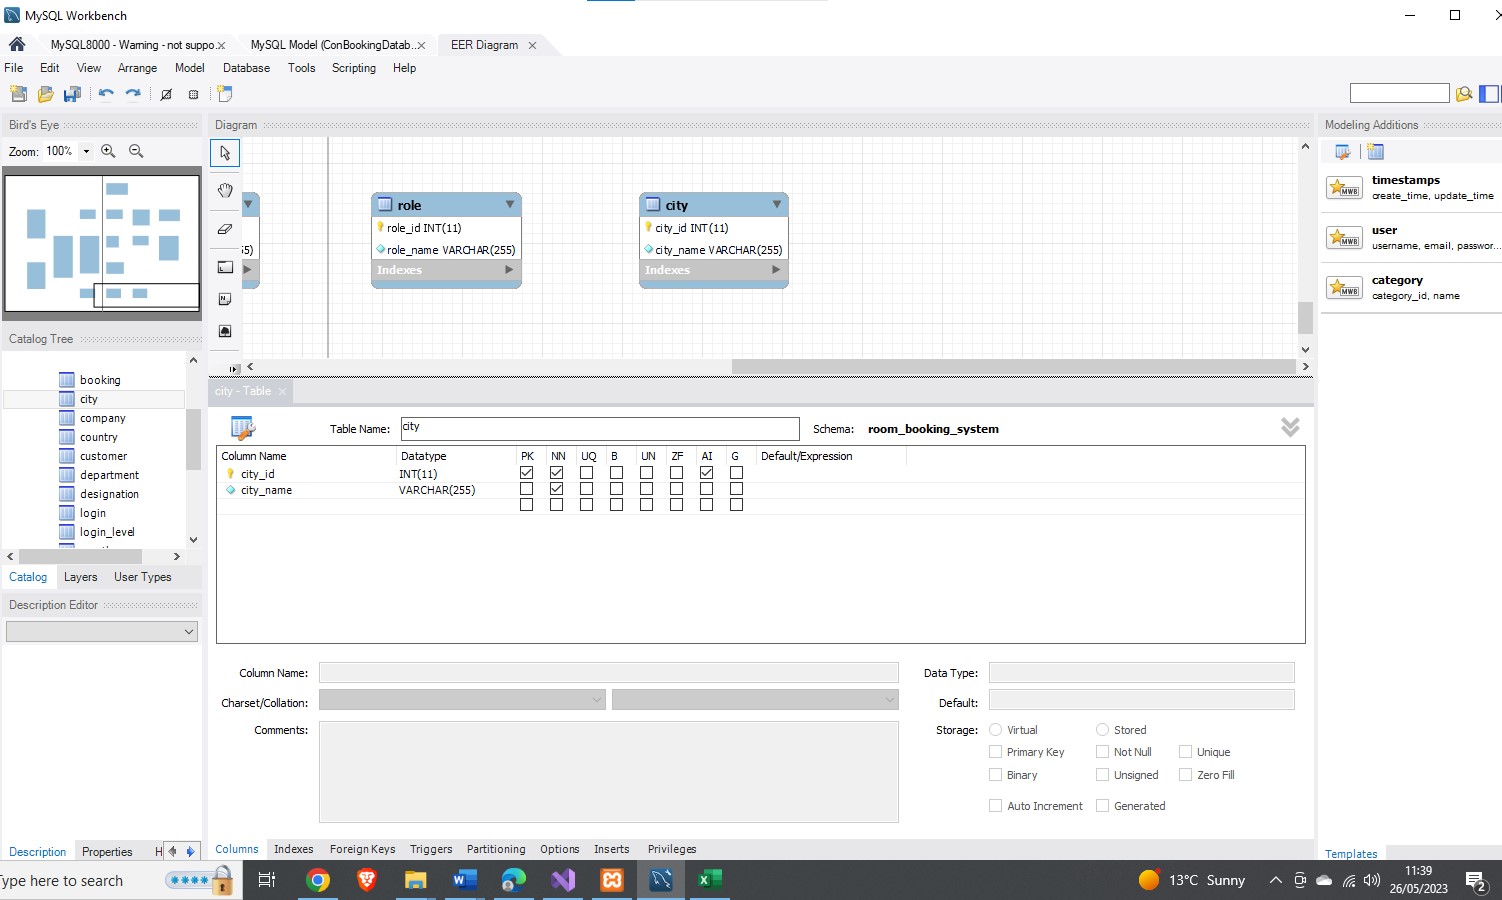 MySQL Workbench
MySQL8000 - Warning - not suppo.x
MySQL Model (ConBookingDatab..x
EER Diagram
File Edit View Arrange Model Database Tools Scripting Help
Bird's Eye
Diagram
Modeling Additions
Zoom: 100%
timestamps
create_time, update_time
user
username, email, passwor...
category
category_id, name
5)
role
role_id INT(11)
role_name VARCHAR(255)
Indexes
city
city_id INT(11)
city_name VARCHAR(255)
Indexes
Catalog Tree
booking
city
company
country
customer
department
designation
login
login_level
Catalog Layers User Types
Description Editor
Description Properties H
city - Table
Table Name: city Schema: room_booking_system
Column Name Datatype PK NN UQ B UN ZF AI G Default/Expression
city_id INT(11)
city_name VARCHAR(255)
Column Name: Data Type:
Charset/Collation: Default:
Comments: Storage: Virtual Stored
Primary Key Not Null Unique
Binary Unsigned Zero Fill
Auto Increment Generated
Columns Indexes Foreign Keys Triggers Partitioning Options Inserts Privileges
Templates
Type here to search
13°C Sunny
11:39
26/05/2023
2